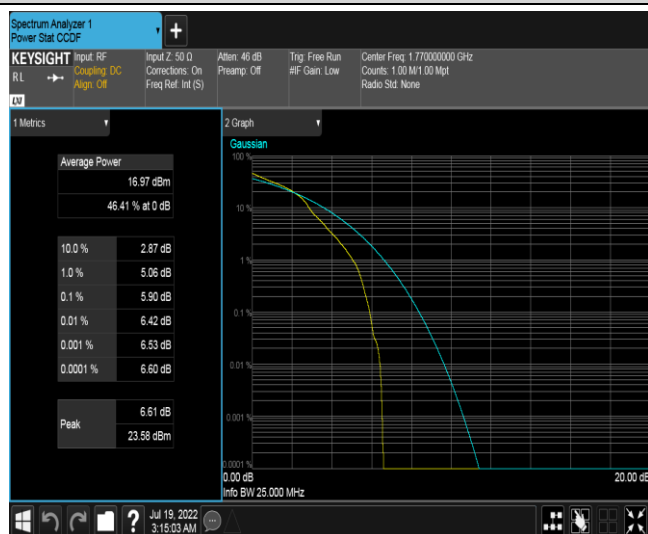 Spectrum Analyzer 1
Power Stat CCDF
KEYSIGHT
Input: RF
Coupling: DC
Align: Off
Input Z: 50 Ω
Corrections: On
Freq Ref: Int (S)
Atten: 46 dB
Preamp: Off
Trig: Free Run
#IF Gain: Low
Center Freq: 1.770000000 GHz
Counts: 1.00 M/1.00 Mpt
Radio Std: None
RL
LXI
1 Metrics
Average Power
16.97 dBm
46.41 % at 0 dB
10.0 % 2.87 dB
1.0 % 5.06 dB
0.1 % 5.90 dB
0.01 % 6.42 dB
0.001 % 6.53 dB
0.0001 % 6.60 dB
Peak
6.61 dB
23.58 dBm
2 Graph
Gaussian
100 %
10 %
1 %
0.1 %
0.01 %
0.001 %
0.0001 %
0.00 dB
20.00 dB
Info BW 25.000 MHz
Jul 19, 2022
3:15:03 AM